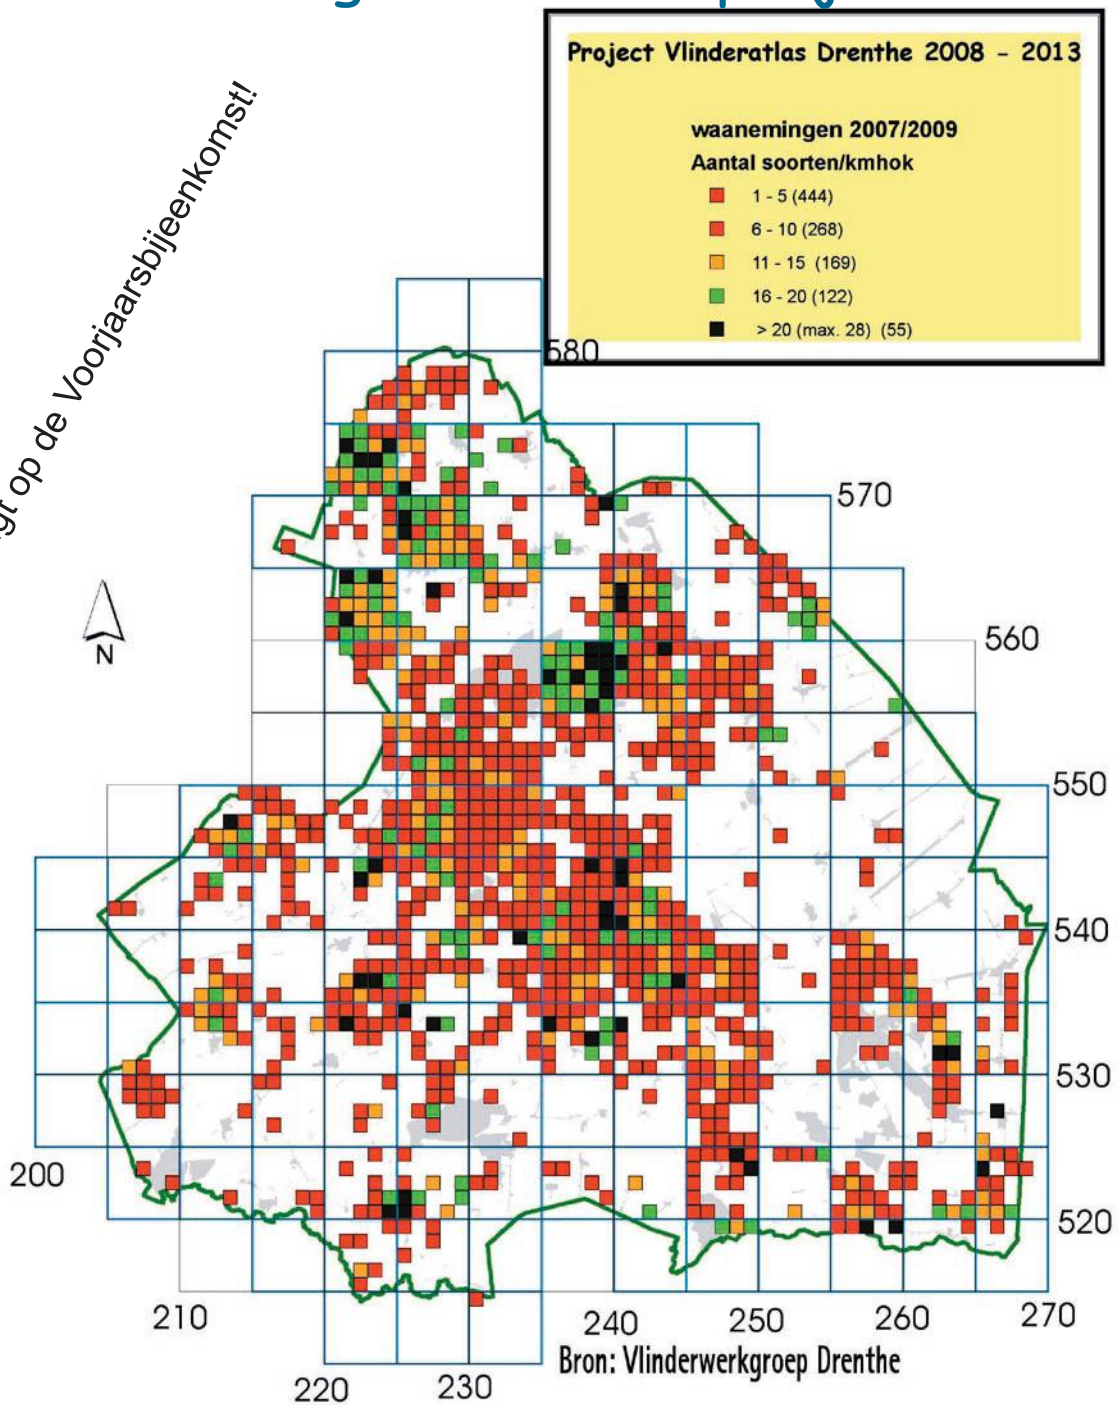 Project Vlinderatlas Drenthe 2008 - 2013
waanemingen 2007/2009
Aantal soorten/kmhok
1 - 5 (444)
6 - 10 (268)
11 - 15 (169)
16 - 20 (122)
> 20 (max. 28) (55)
op de Voorjaarsbijeenkomst!
580
570
560
N
550
540
530
200
520
210
240
250
260
270
Bron: Vlinderwerkgroep Drenthe
220
230